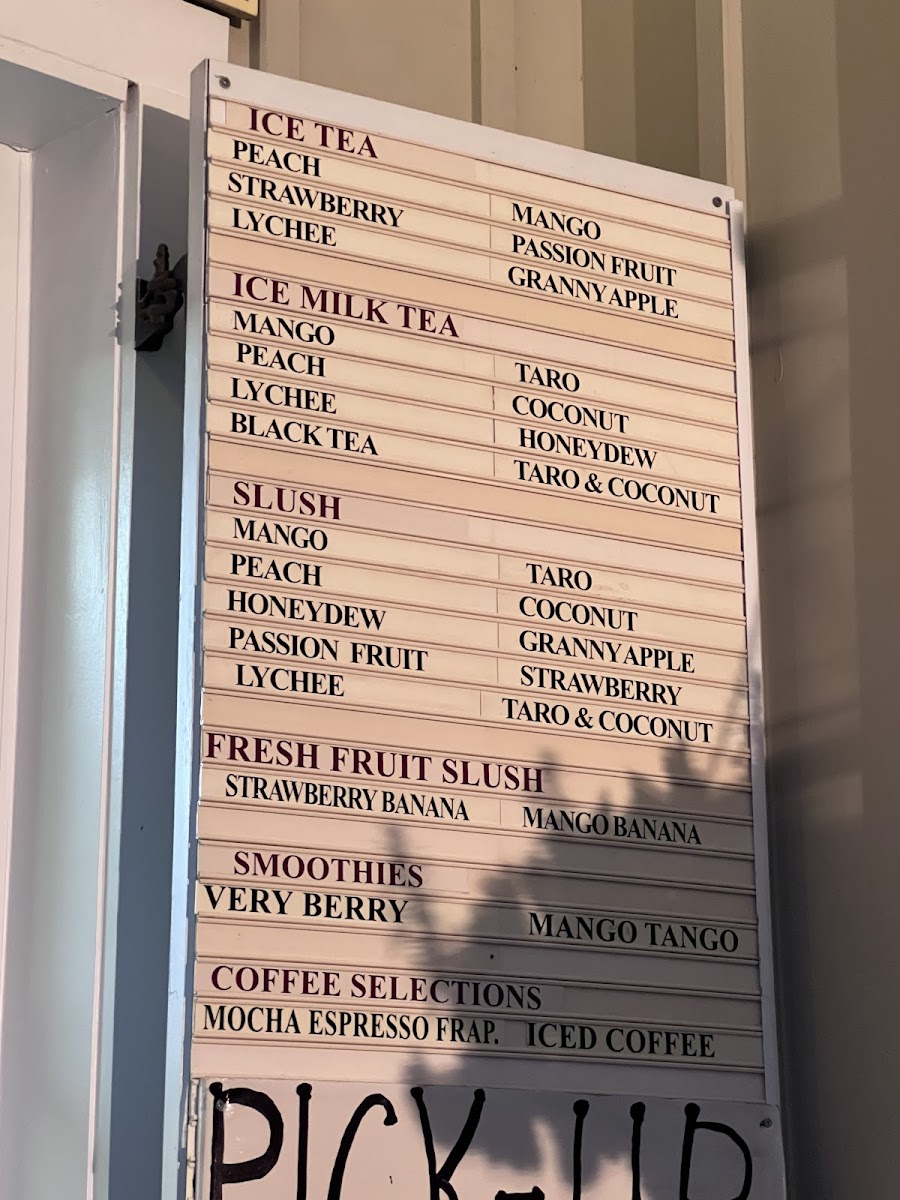 ICE TEA
PEACH
STRAWBERRY MANGO
LYCHEE PASSION FRUIT
GRANNY APPLE
ICE MILK TEA
MANGO
PEACH TARO
LYCHEE COCONUT
BLACK TEA HONEYDEW
TARO & COCONUT
SLUSH
MANGO
PEACH TARO
HONEYDEW COCONUT
PASSION FRUIT GRANNY APPLE
LYCHEE STRAWBERRY
TARO & COCONUT
FRESH FRUIT SLUSH
STRAWBERRY BANANA MANGO BANANA
SMOOTHIES
VERY BERRY MANGO TANGO
COFFEE SELECTIONS
MOCHA ESPRESSO FRAP. ICED COFFEE
PICK-UP